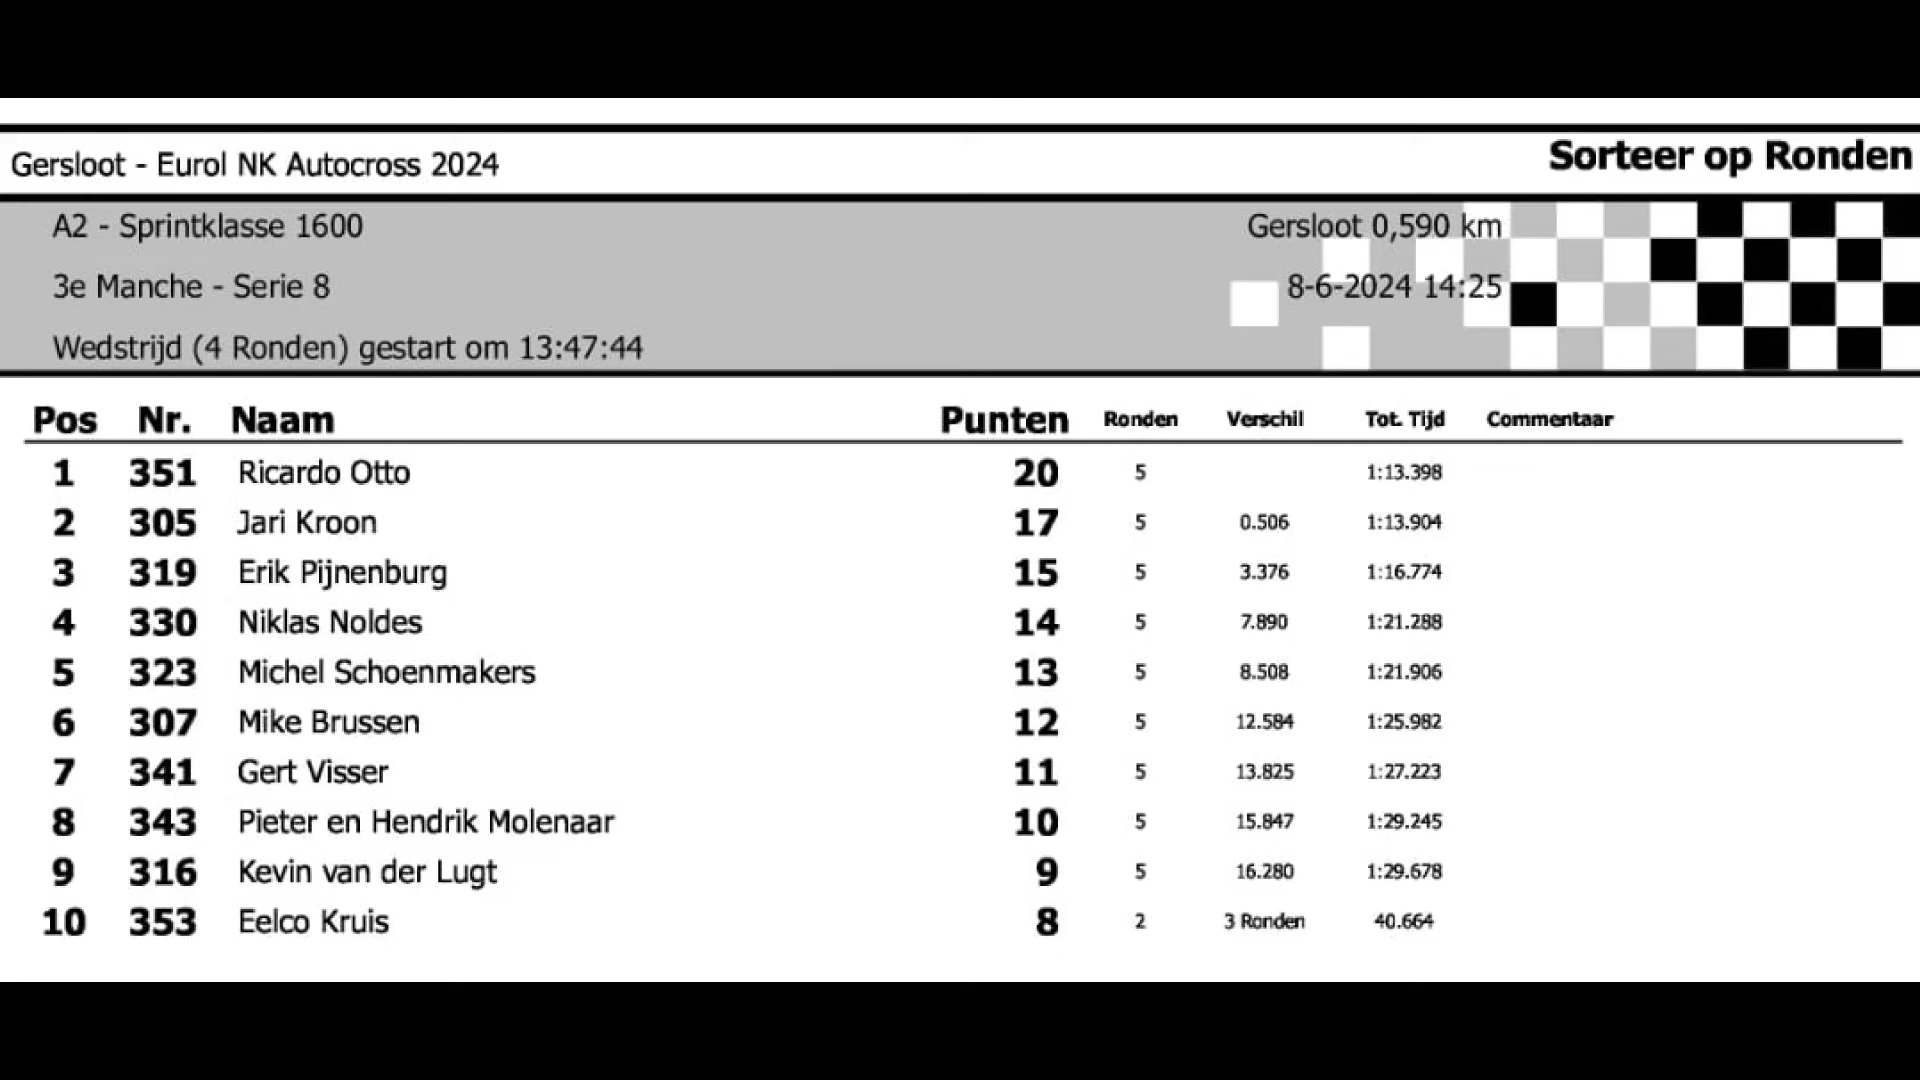 Gersloot - Eurol NK Autocross 2024 Sorteer op Ronden
A2 - Sprintklasse 1600 Gersloot 0,590 km
3e Manche - Serie 8 8-6-2024 14:25
Wedstrijd (4 Ronden) gestart om 13:47:44
Pos Nr. Naam Punten Ronden Verschil Tot. Tijd Commentaar
1 351 Ricardo Otto 20 5 1:13.398
2 305 Jari Kroon 17 5 0.506 1:13.904
3 319 Erik Pijnenburg 15 5 3.376 1:16.774
4 330 Niklas Noldes 14 5 7.890 1:21.288
5 323 Michel Schoenmakers 13 5 8.508 1:21.906
6 307 Mike Brussen 12 5 12.584 1:25.982
7 341 Gert Visser 11 5 13.825 1:27.223
8 343 Pieter en Hendrik Molenaar 10 5 15.847 1:29.245
9 316 Kevin van der Lugt 9 5 16.280 1:29.678
10 353 Eelco Kruis 8 2 3 Ronden 40.664